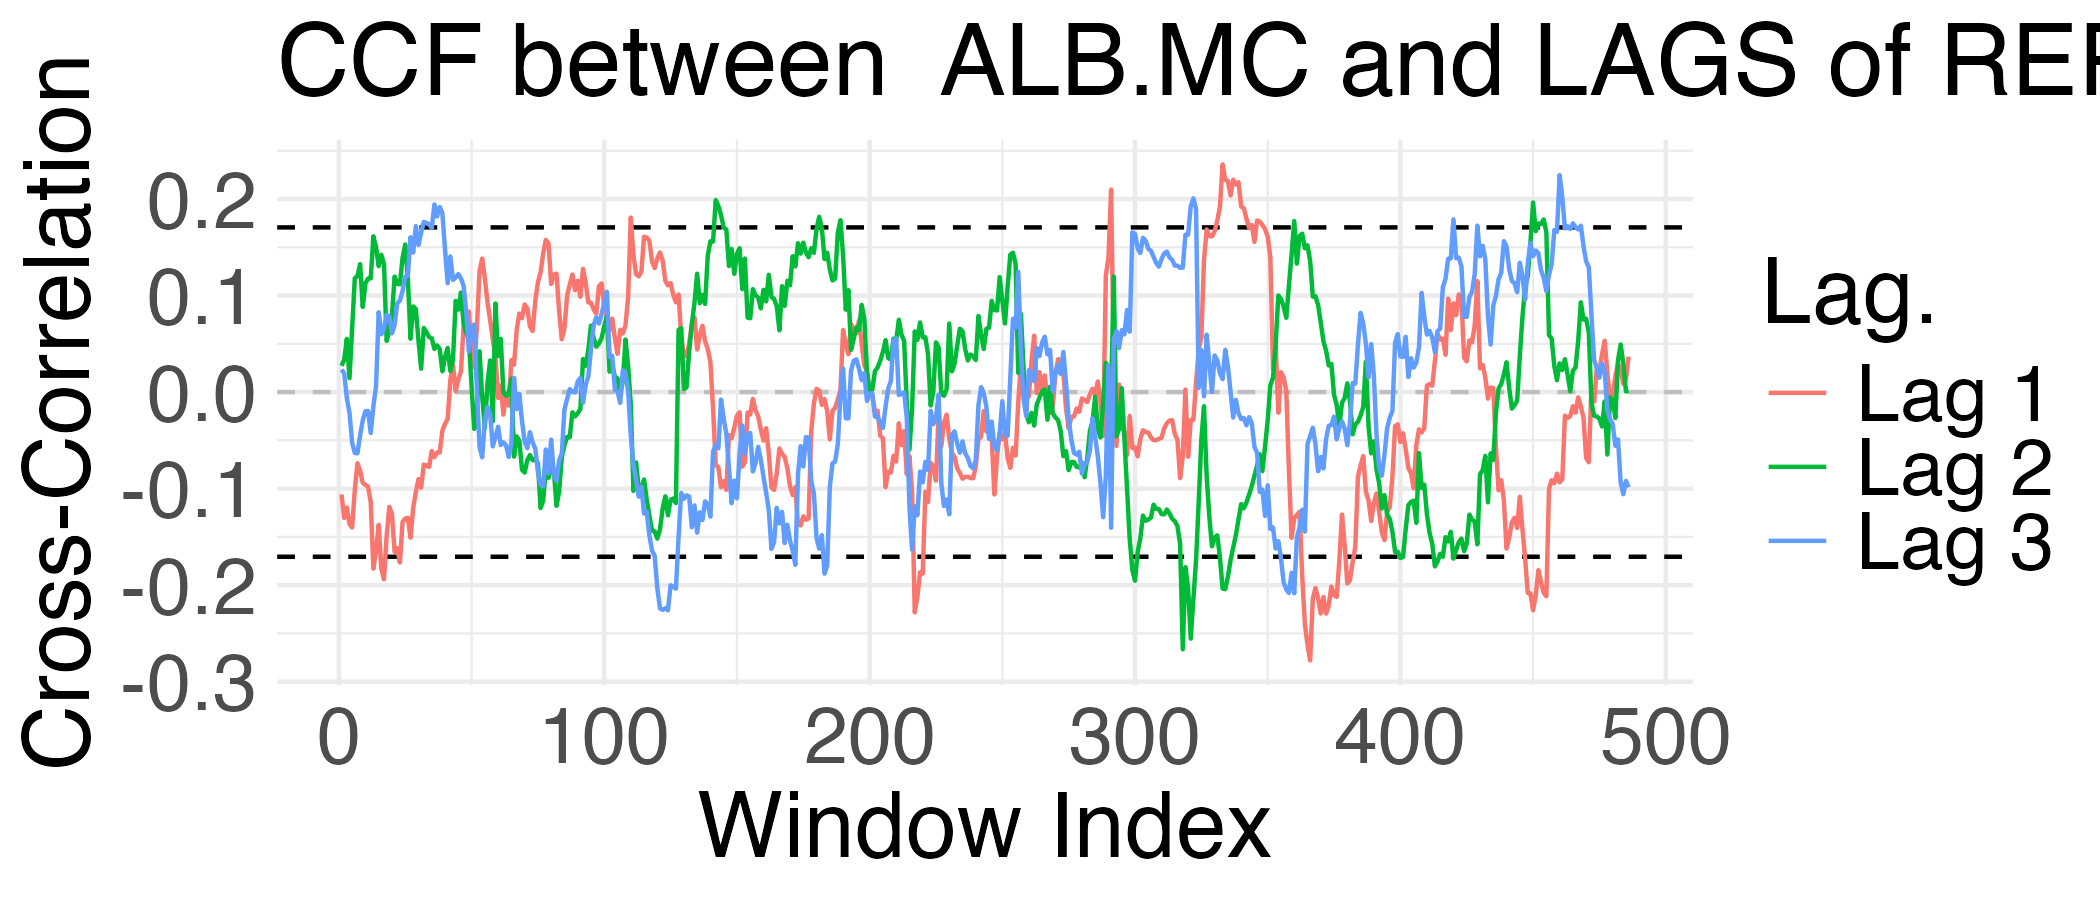 CCF between  ALB.MC and LAGS of RE
Cross-Correlation
0.2
0.1
0.0
-0.1
-0.2
-0.3
0 100 200 300 400 500
Window Index
Lag.
Lag 1
Lag 2
Lag 3